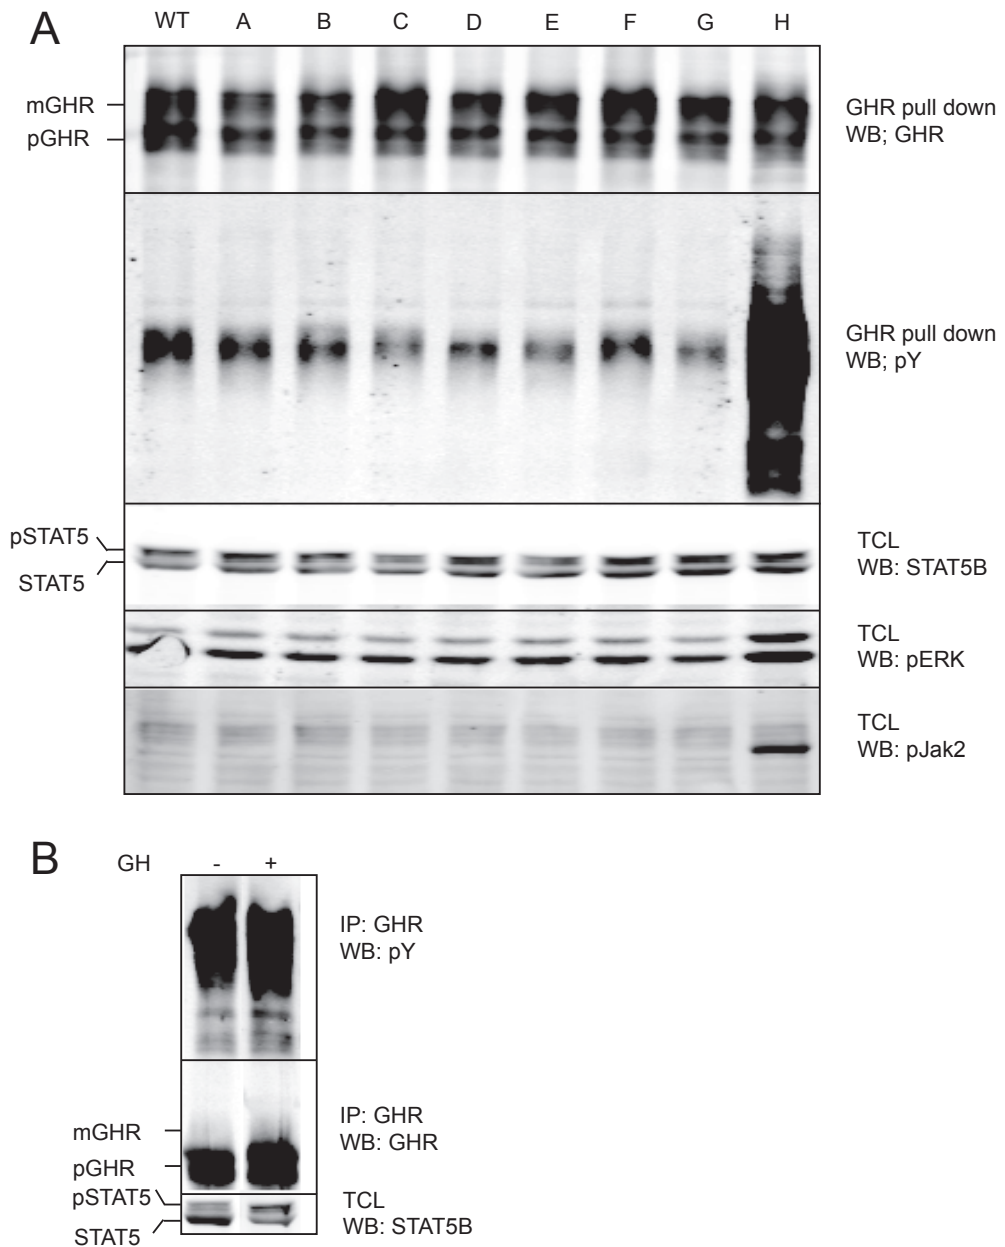 A
WT A B C D E F G H
mGHR
pGHR
GHR pull down
WB; GHR
GHR pull down
WB; pY
pSTAT5
STAT5
TCL
WB: STAT5B
TCL
WB: pERK
TCL
WB: pJak2
B
GH - +
IP: GHR
WB: pY
mGHR
pGHR
IP: GHR
WB: GHR
pSTAT5
STAT5
TCL
WB: STAT5B